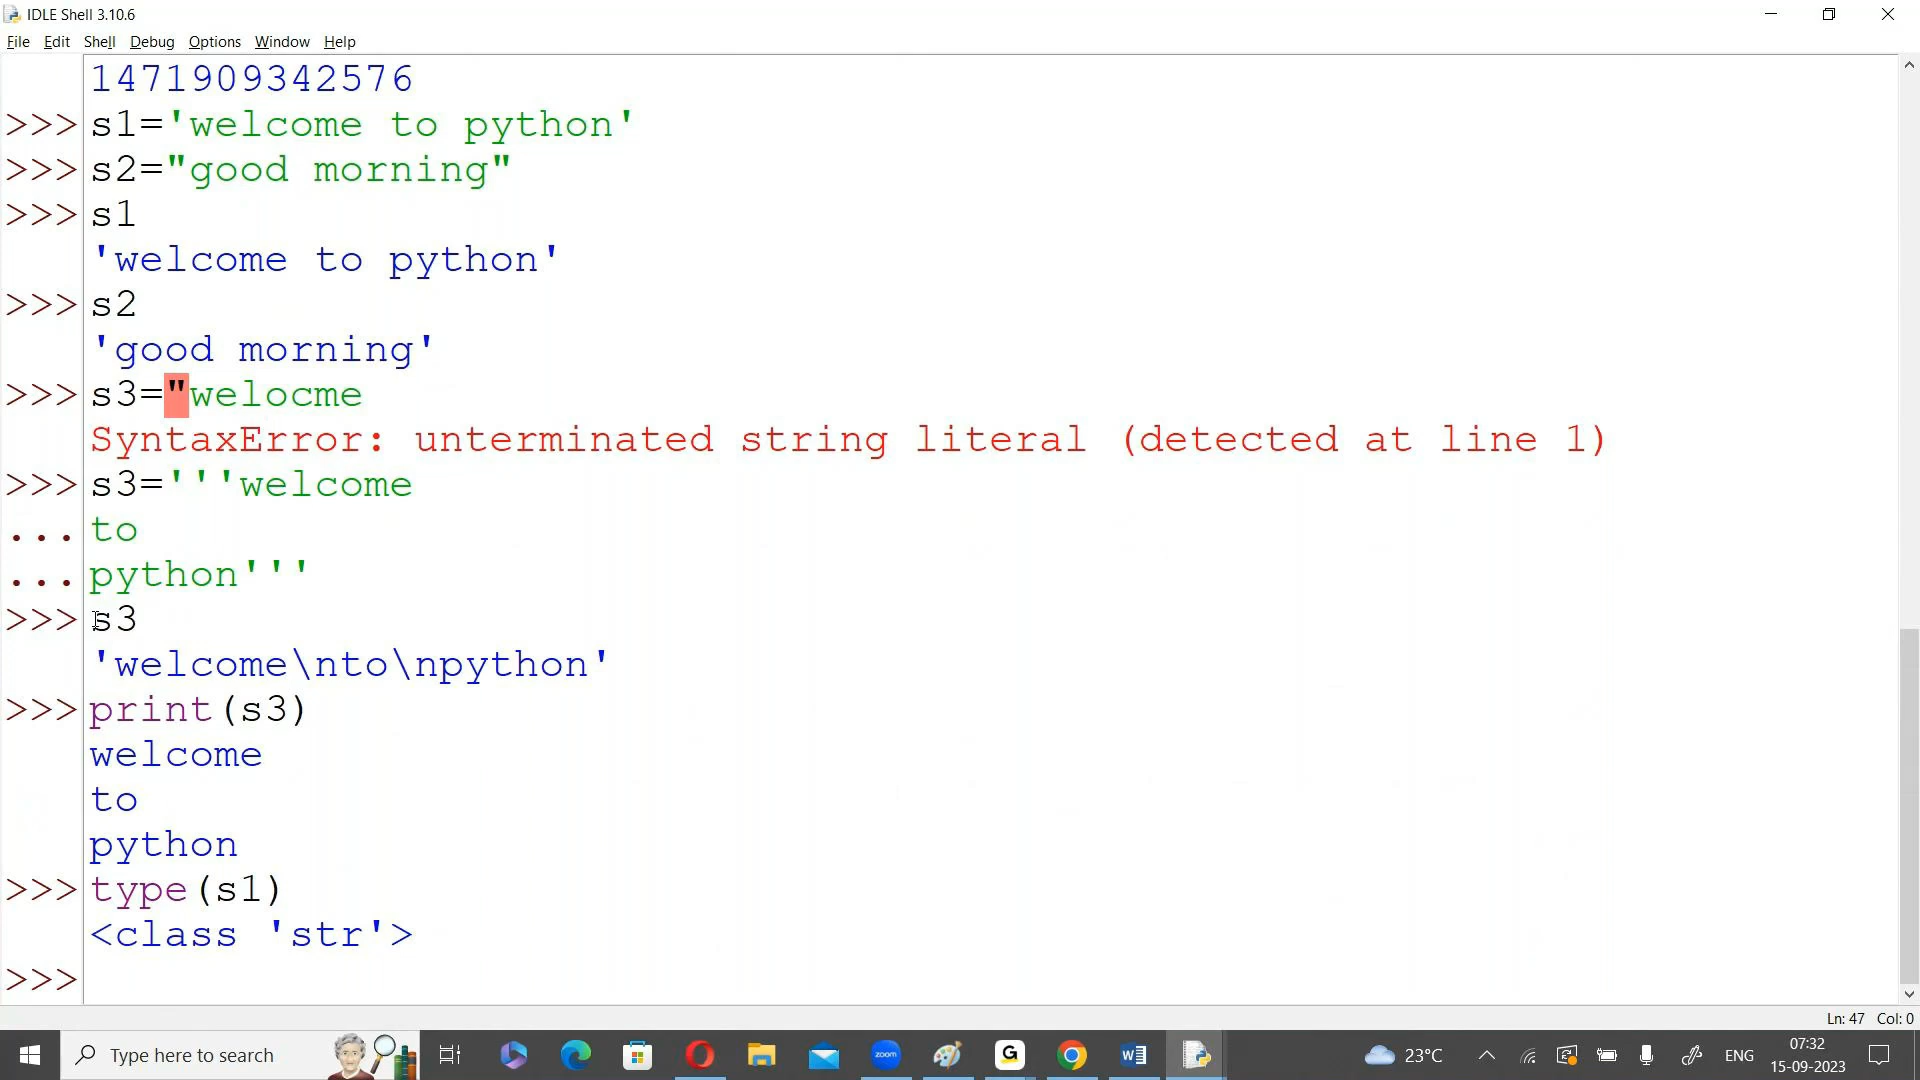 IDLE Shell 3.10.6
File Edit Shell Debug Options Window Help
1471909342576
>>> s1='welcome to python'
>>> s2="good morning"
>>> s1
'welcome to python'
>>> s2
'good morning'
>>> s3="welocme
SyntaxError: unterminated string literal (detected at line 1)
>>> s3='''welcome
... to
... python'''
>>> s3
'welcome\nto\npython'
>>> print(s3)
welcome
to
python
>>> type(s1)
<class 'str'>
>>>
Ln: 47 Col: 0
Type here to search
zoom
G
W
23°C
ENG
07:32
15-09-2023